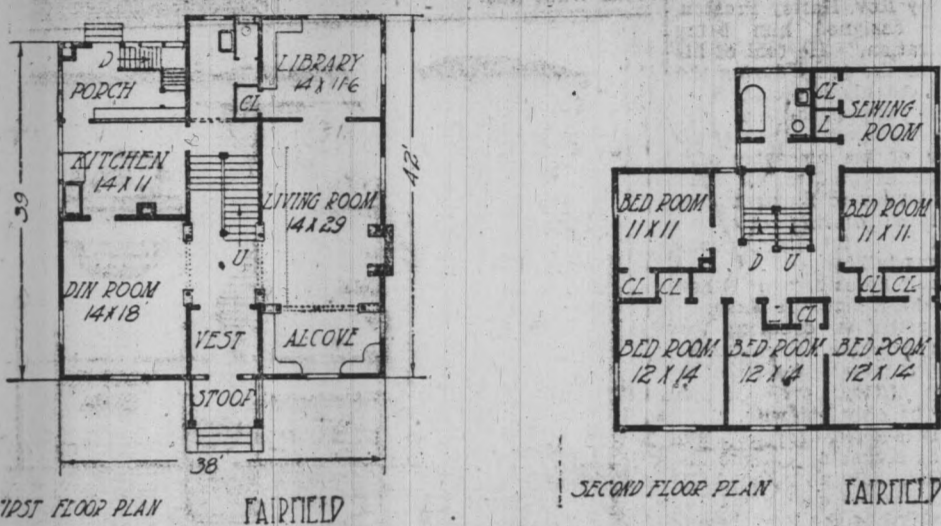 D
PORCH
CL
LIBRARY
14 X 11-6
KITCHEN
14 X 11
39
42'
LIVING ROOM
14 X 29
U
DIN ROOM
14 X 18
VEST
ALCOVE
STOOP
38'
FIRST FLOOR PLAN
FAIRFIELD
CL
L
SEWING
ROOM
BED ROOM
11 X 11
BED ROOM
11 X 11
D U
CL CL
CL CL
L CL
BED ROOM
12 X 14
BED ROOM
12 X 14
BED ROOM
12 X 14
SECOND FLOOR PLAN
FAIRFIELD